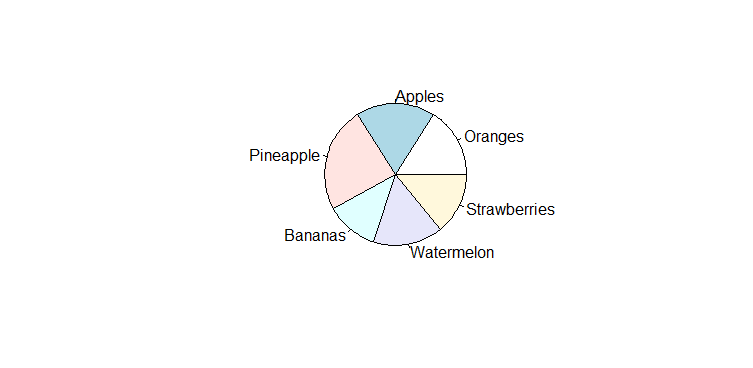 Apples
Oranges
Pineapple
Strawberries
Bananas
Watermelon